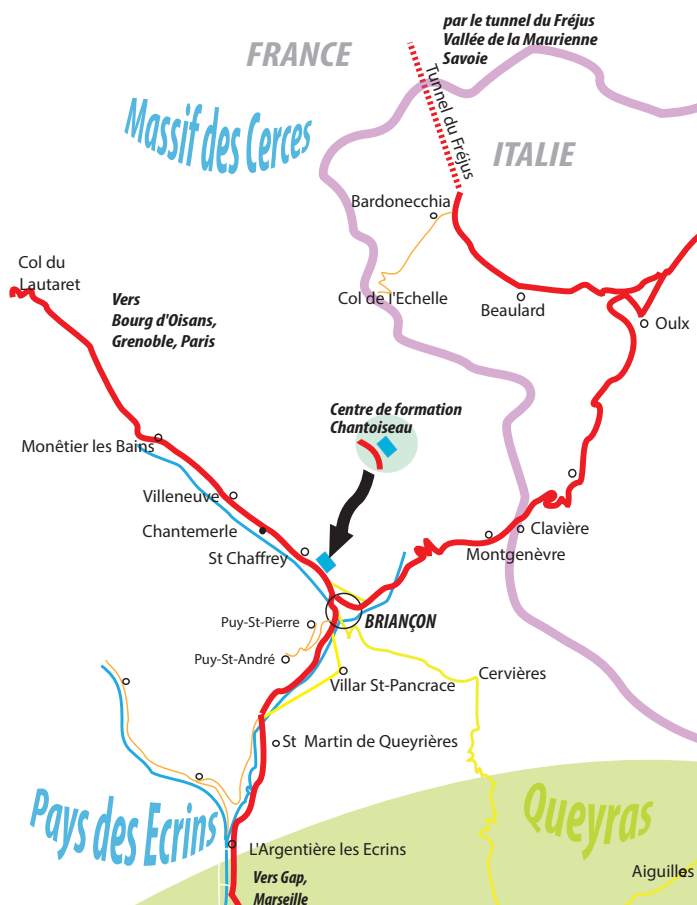 par le tunnel du Fréjus
Vallée de la Maurienne
Savoie
FRANCE
Tunnel du Fréjus
Massif des Cerces
ITALIE
Bardonecchia
Col du
Lautaret
Vers
Bourg d'Oisans,
Grenoble, Paris
Col de l'Echelle
Beaulard
Oulx
Centre de formation
Chantoiseau
Monêtier les Bains
Villeneuve
Chantemerle
Clavière
St Chaffrey
Montgenèvre
Puy-St-Pierre
BRIANÇON
Puy-St-André
Villar St-Pancrace
Cervières
St Martin de Queyrières
Pays des Ecrins
Queyras
L'Argentière les Ecrins
Vers Gap,
Marseille
Aiguilles